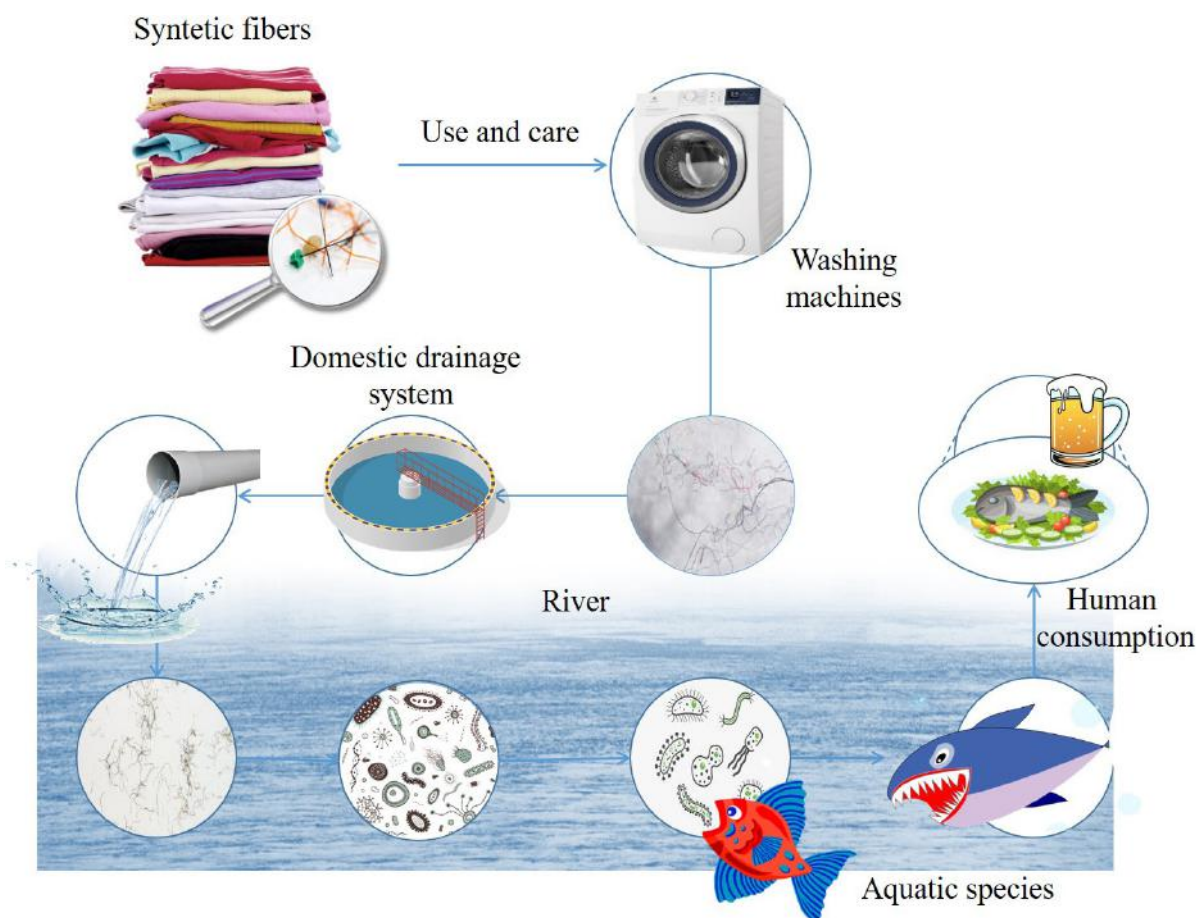 Syntetic fibers
Use and care
Washing
machines
Domestic drainage
system
River
Human
consumption
Aquatic species